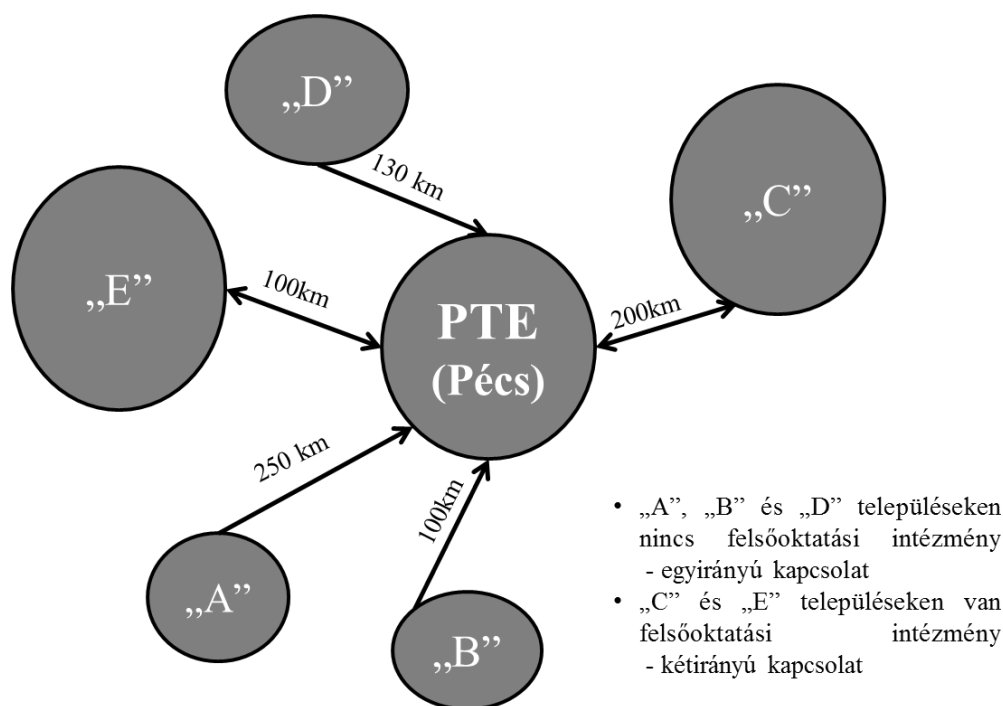 „D”
130 km
„C”
„E”
100km
200km
PTE
(Pécs)
250 km
100km
„A”
„B”
• „A”, „B” és „D” településeken
nincs felsőoktatási intézmény
- egyirányú kapcsolat
• „C” és „E” településeken van
felsőoktatási intézmény
- kétirányú kapcsolat